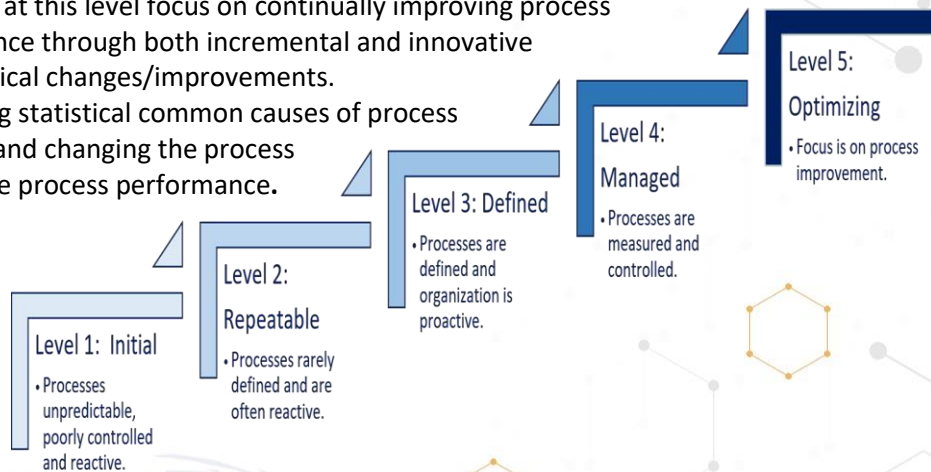 at this level focus on continually improving process
through both incremental and innovative
changes/improvements.
statistical common causes of process
and changing the process
process performance.
Level 5:
Optimizing
• Focus is on process
improvement.
Level 4:
Managed
• Processes are
measured and
controlled.
Level 3: Defined
• Processes are
defined and
organization is
proactive.
Level 2:
Repeatable
• Processes rarely
defined and are
often reactive.
Level 1: Initial
• Processes
unpredictable,
poorly controlled
and reactive.